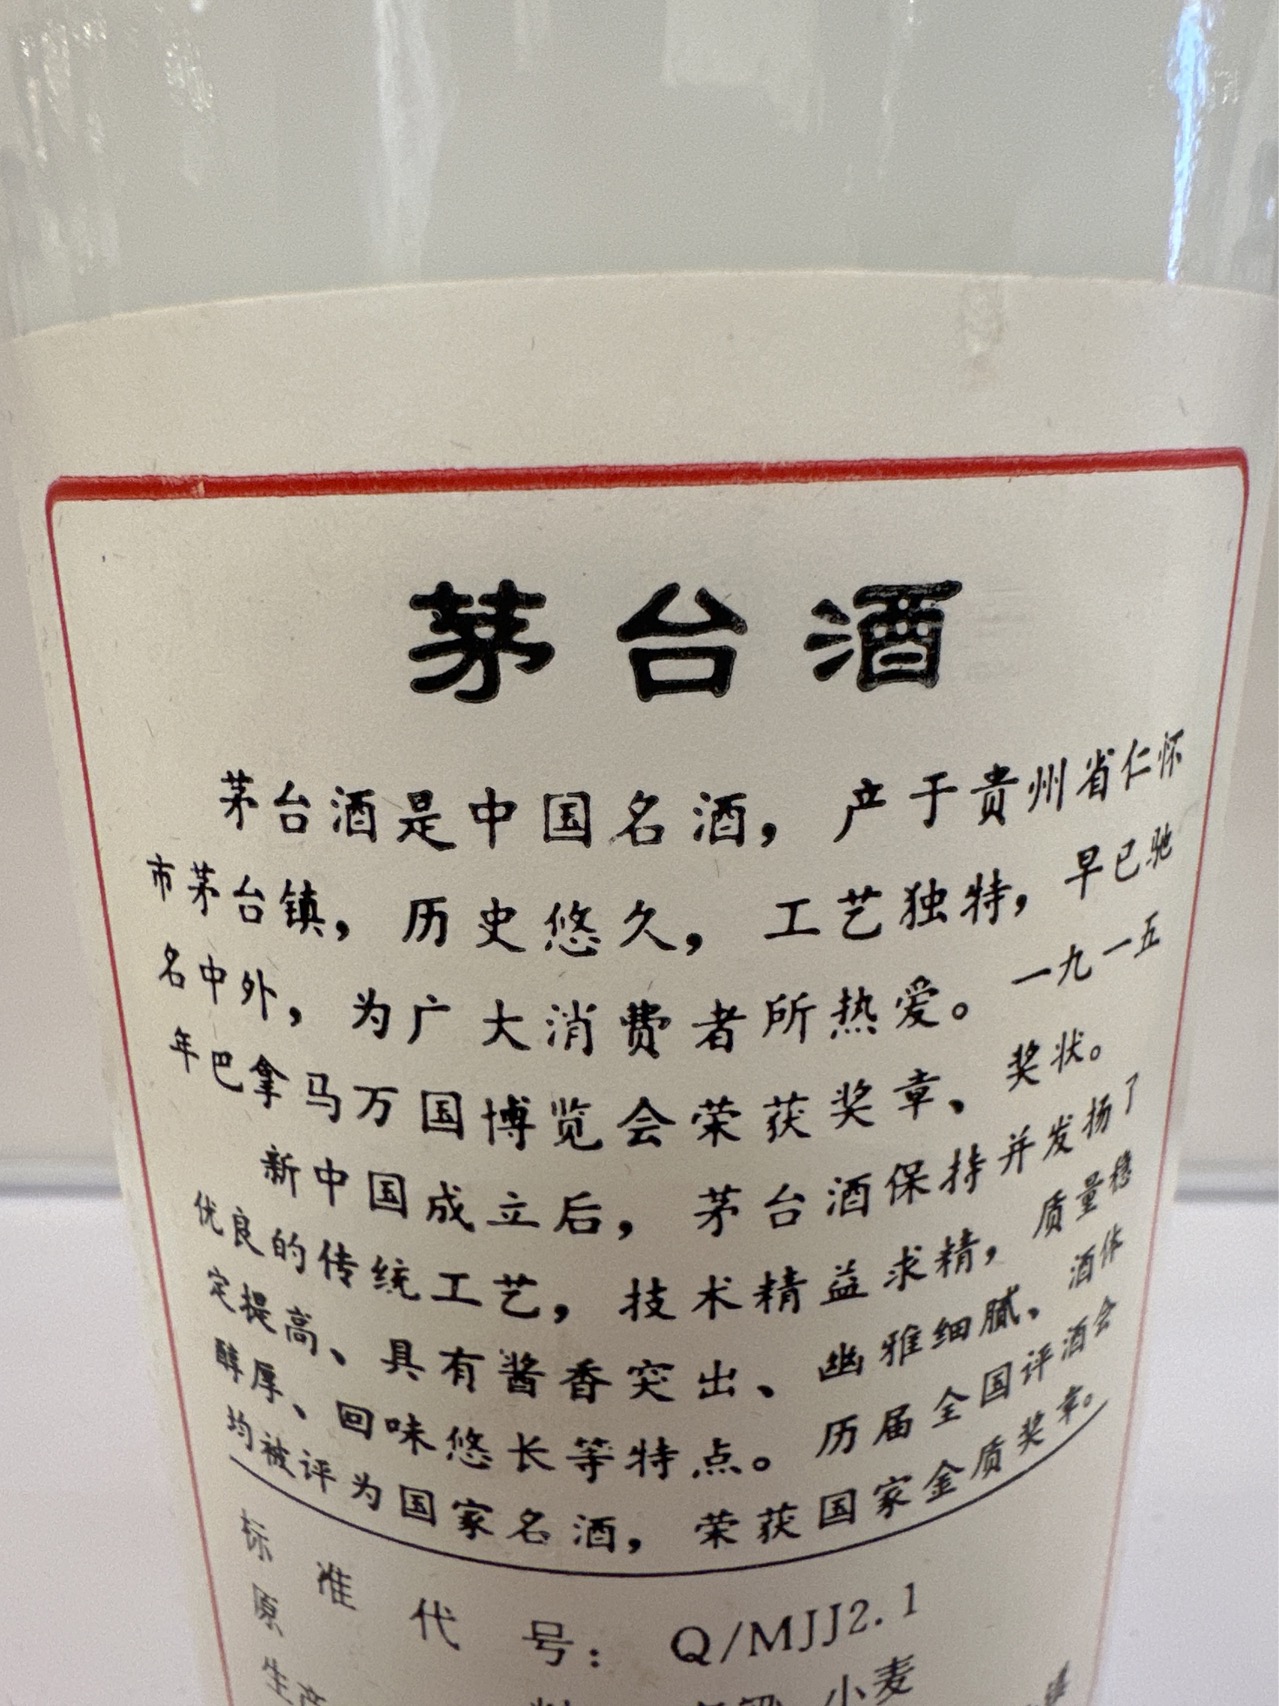 茅台酒
茅台酒是中国名酒，产于贵州省仁怀
市茅台镇，历史悠久，工艺独特，早已驰
名中外，为广大消费者所热爱。一九一五
年巴拿马万国博览会荣获奖章、奖状。
新中国成立后，茅台酒保持并发扬了
优良的传统工艺，技术精益求精，质量稳
定提高、具有酱香突出、幽雅细腻、酒体
醇厚、回味悠长等特点。历届全国评酒会
均被评为国家名酒，荣获国家金质奖章。
标准代号：Q/MJJ2.1
原 小麦
生产